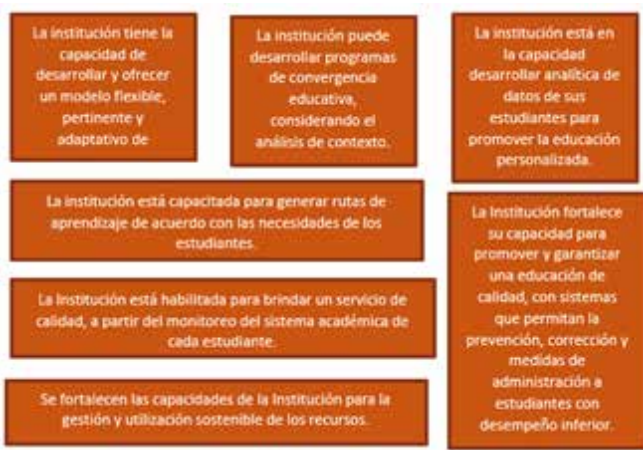 La institución tiene la
capacidad de
desarrollar y ofrecer
un modelo flexible,
pertinente y
adaptativo de
La institución puede
desarrollar programas
de convergencia
educativa,
considerando el
análisis de contexto.
La institución está en
la capacidad
desarrollar analítica de
datos de sus
estudiantes para
promover la educación
personalizada.
La institución está capacitada para generar rutas de
aprendizaje de acuerdo con las necesidades de los
estudiantes.
La Institución está habilitada para brindar un servicio de
calidad, a partir del monitoreo del sistema académica de
cada estudiante.
Se fortalecen las capacidades de la Institución para la
gestión y utilización sostenible de los recursos.
La Institución fortalece
su capacidad para
promover y garantizar
una educación de
calidad, con sistemas
que permitan la
prevención, corrección y
medidas de
administración a
estudiantes con
desempeño inferior.